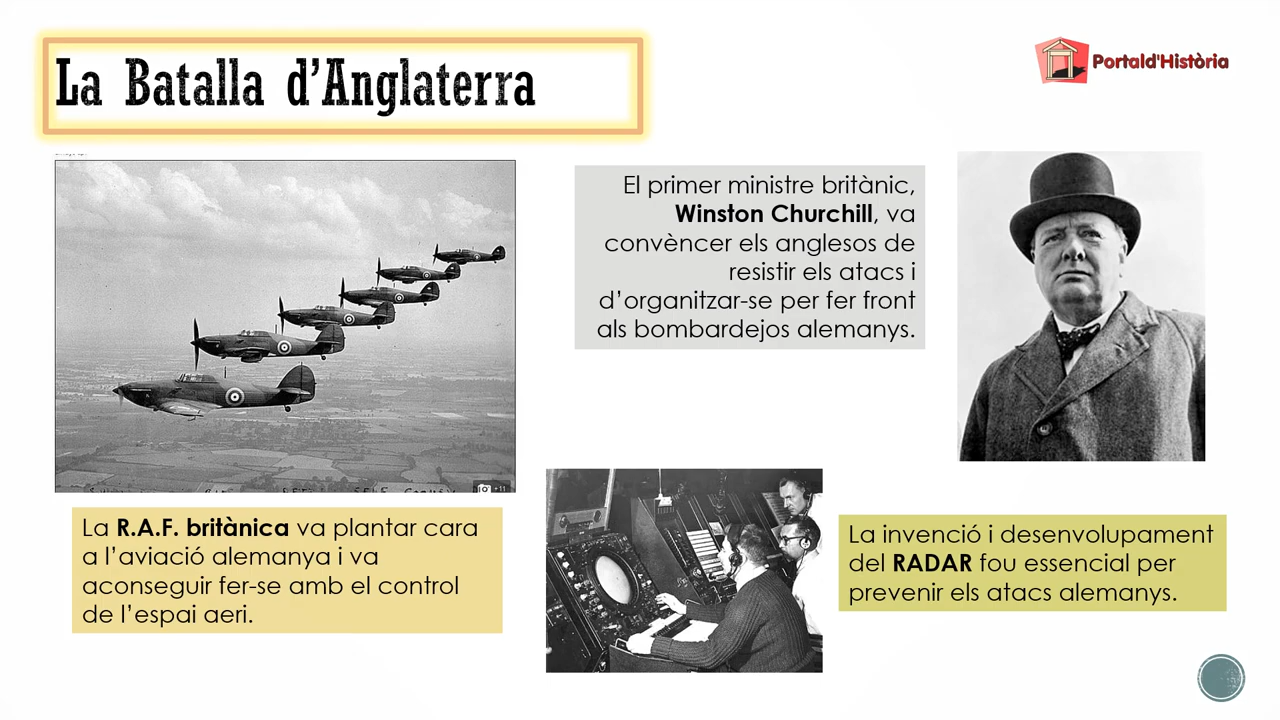 La Batalla d'Anglaterra
Portald'Història
El primer ministre britànic,
Winston Churchill, va
convèncer els anglesos de
resistir els atacs i
d'organitzar-se per fer front
als bombardejos alemanys.
+11
La R.A.F. britànica va plantar cara
a l'aviació alemanya i va
aconseguir fer-se amb el control
de l'espai aeri.
La invenció i desenvolupament
del RADAR fou essencial per
prevenir els atacs alemanys.